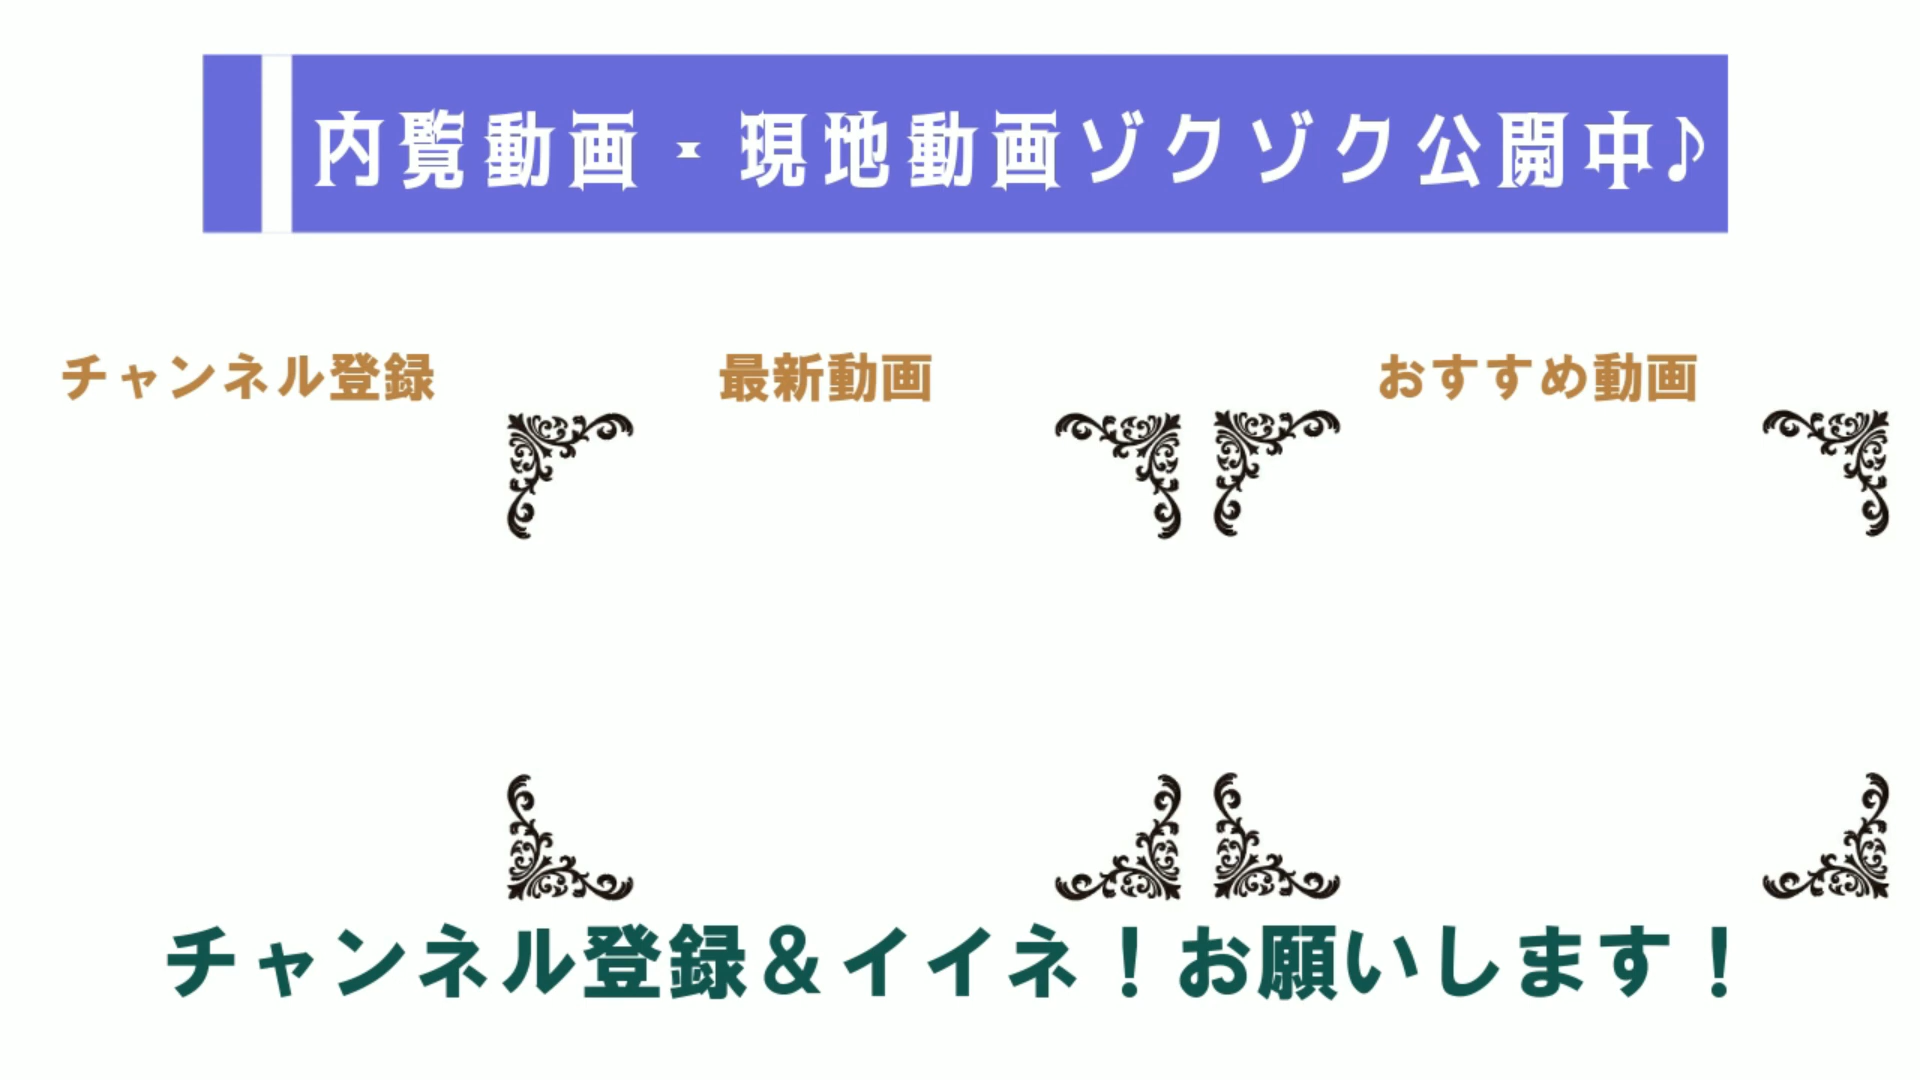 内覧動画・現地動画ゾクゾク公開中♪
チャンネル登録
最新動画
おすすめ動画
チャンネル登録＆イイネ！お願いします！